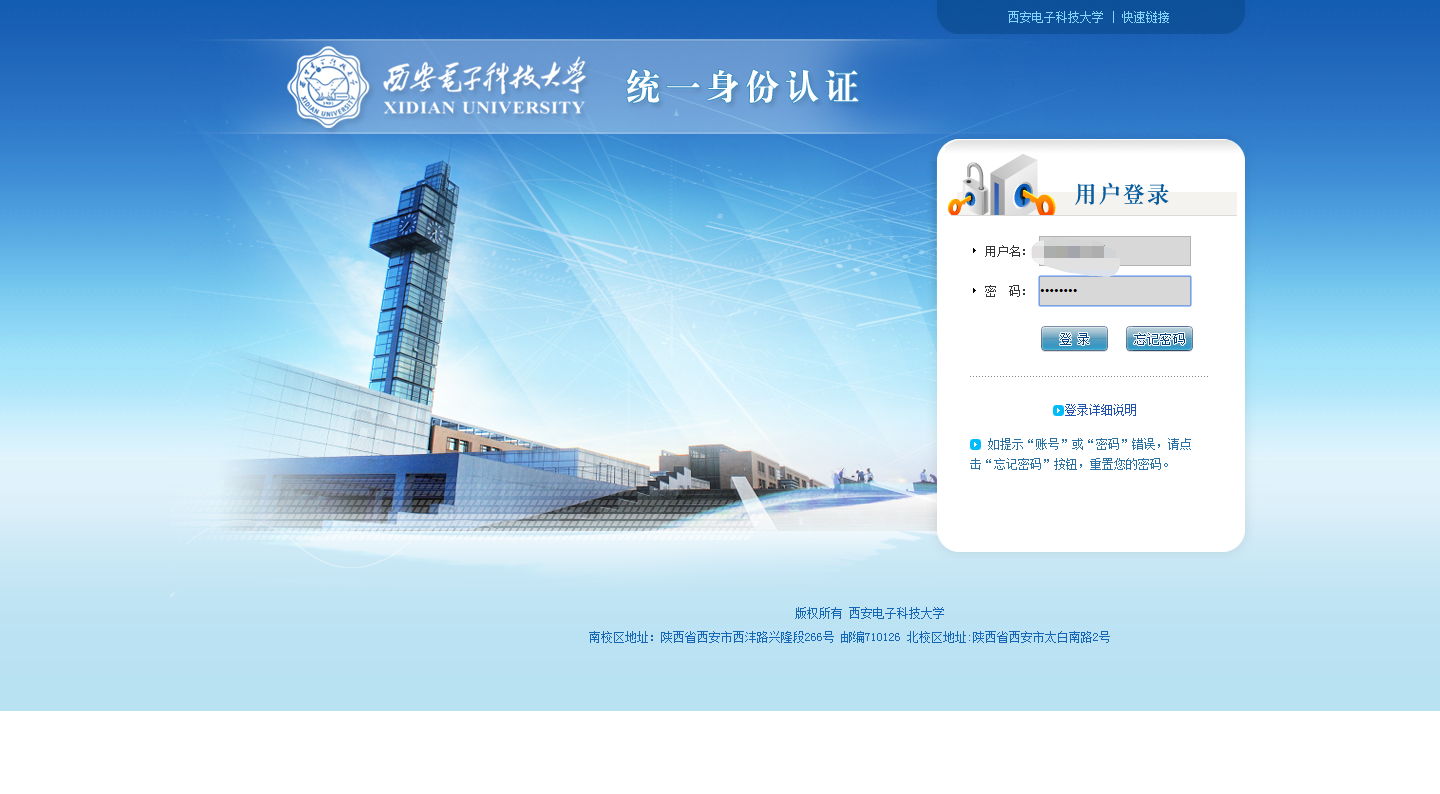 西安电子科技大学 | 快速链接
西安电子科技大学
XIDIAN UNIVERSITY
统一身份认证
用户登录
用户名：
密 码：
登 录 忘记密码
登录详细说明
如提示“账号”或“密码”错误，请点
击“忘记密码”按钮，重置您的密码。
版权所有 西安电子科技大学
南校区地址：陕西省西安市西沣路兴隆段266号 邮编710126 北校区地址:陕西省西安市太白南路2号